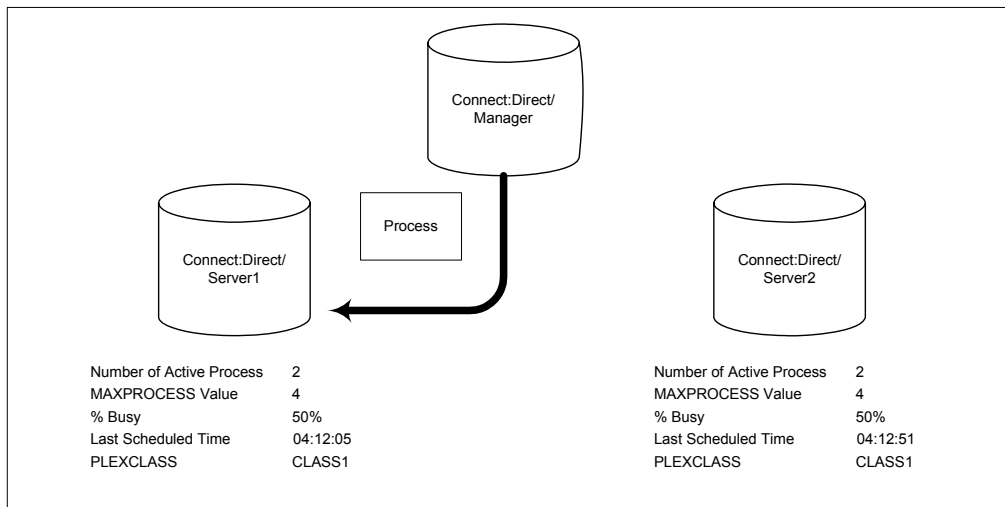 Connect:Direct/
Manager
Process
Connect:Direct/
Server1
Connect:Direct/
Server2
Number of Active Process 2
MAXPROCESS Value 4
% Busy 50%
Last Scheduled Time 04:12:05
PLEXCLASS CLASS1
Number of Active Process 2
MAXPROCESS Value 4
% Busy 50%
Last Scheduled Time 04:12:51
PLEXCLASS CLASS1